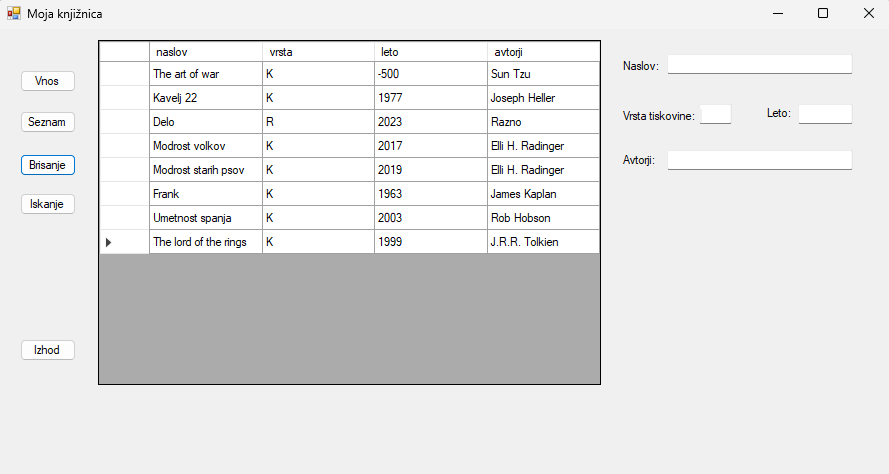 Moja knjižnica
Vnos
Seznam
Brisanje
Iskanje
Izhod
naslov vrsta leto avtorji
The art of war K -500 Sun Tzu
Kavelj 22 K 1977 Joseph Heller
Delo R 2023 Razno
Modrost volkov K 2017 Elli H. Radinger
Modrost starih psov K 2019 Elli H. Radinger
Frank K 1963 James Kaplan
Umetnost spanja K 2003 Rob Hobson
The lord of the rings K 1999 J.R.R. Tolkien
Naslov:
Vrsta tiskovine: Leto:
Avtorji: